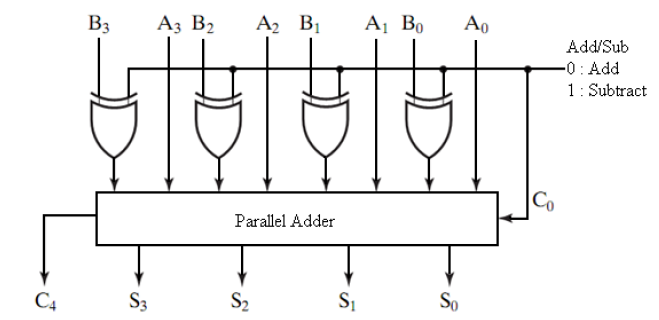 B₃ A₃ B₂ A₂ B₁ A₁ B₀ A₀
Add/Sub
0 : Add
1 : Subtract
C₀
Parallel Adder
C₄ S₃ S₂ S₁ S₀